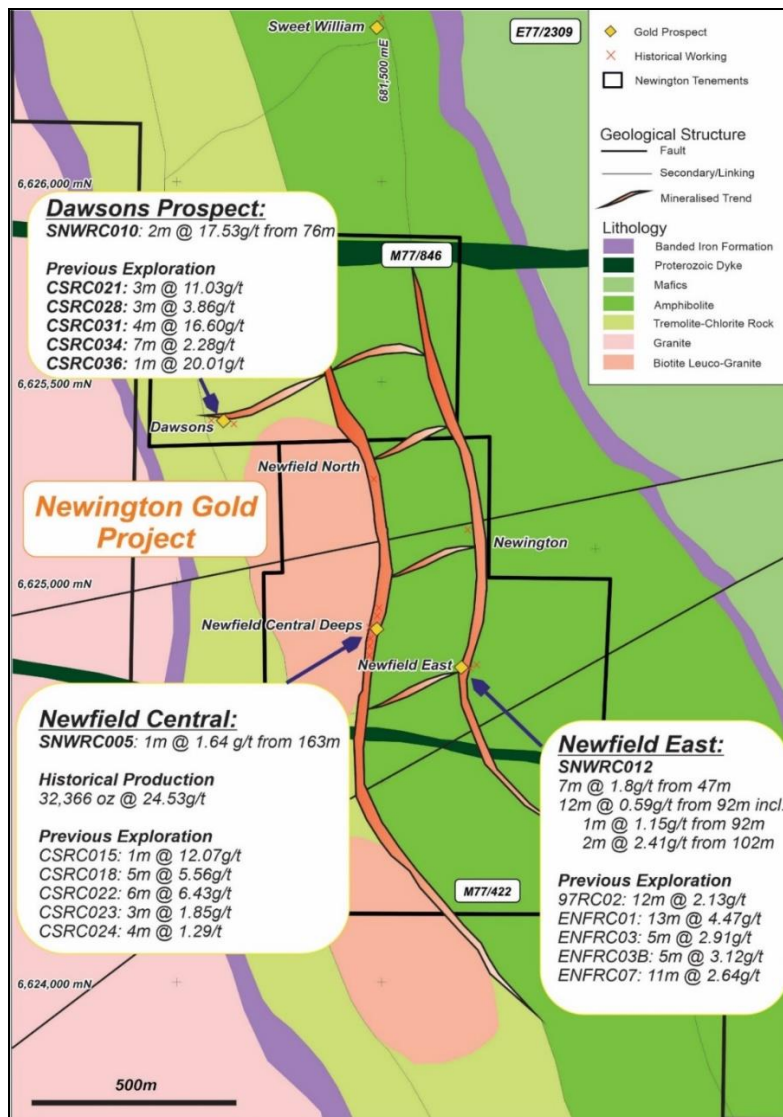 Sweet William
681,500 mE
E77/2309
Gold Prospect
Historical Working
Newington Tenements
Geological Structure
Fault
Secondary/Linking
Mineralised Trend
Lithology
Banded Iron Formation
Proterozoic Dyke
Mafics
Amphibolite
Tremolite-Chlorite Rock
Granite
Biotite Leuco-Granite
6,626,000 mN
Dawsons Prospect:
SNWRC010: 2m @ 17.53g/t from 76m
Previous Exploration
CSRC021: 3m @ 11.03g/t
CSRC028: 3m @ 3.86g/t
CSRC031: 4m @ 16.60g/t
CSRC034: 7m @ 2.28g/t
CSRC036: 1m @ 20.01g/t
M77/846
6,625,500 mN
Dawsons
Newfield North
Newington Gold
Project
Newington
6,625,000 mN
Newfield Central Deeps
Newfield East
Newfield Central:
SNWRC005: 1m @ 1.64 g/t from 163m
Historical Production
32,366 oz @ 24.53g/t
Previous Exploration
CSRC015: 1m @ 12.07g/t
CSRC018: 5m @ 5.56g/t
CSRC022: 6m @ 6.43g/t
CSRC023: 3m @ 1.85g/t
CSRC024: 4m @ 1.29/t
Newfield East:
SNWRC012
7m @ 1.8g/t from 47m
12m @ 0.59g/t from 92m incl.
1m @ 1.15g/t from 92m
2m @ 2.41g/t from 102m
Previous Exploration
97RC02: 12m @ 2.13g/t
ENFRC01: 13m @ 4.47g/t
ENFRC03: 5m @ 2.91g/t
ENFRC03B: 5m @ 3.12g/t
ENFRC07: 11m @ 2.64g/t
M77/422
6,624,000 mN
500m